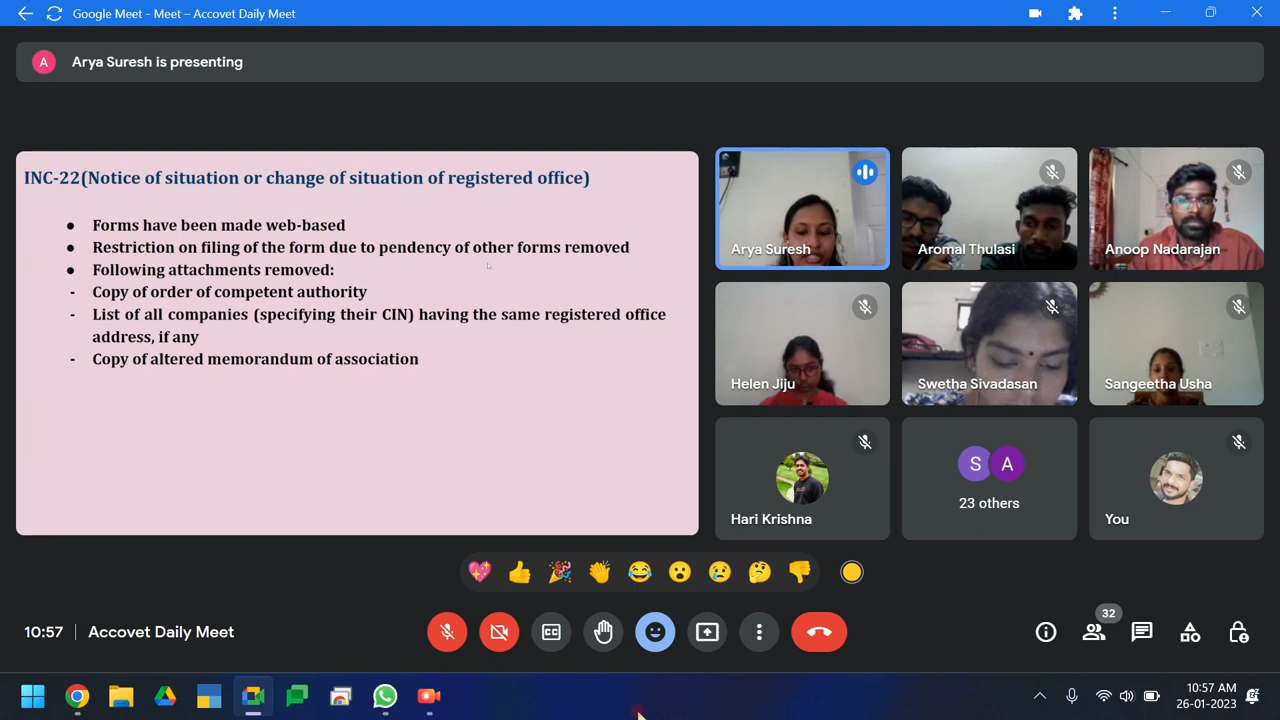 Google Meet - Meet – Accovet Daily Meet
A
Arya Suresh is presenting
INC-22(Notice of situation or change of situation of registered office)
● Forms have been made web-based
● Restriction on filing of the form due to pendency of other forms removed
● Following attachments removed:
- Copy of order of competent authority
- List of all companies (specifying their CIN) having the same registered office
address, if any
- Copy of altered memorandum of association
Arya Suresh
Aromal Thulasi
Anoop Nadarajan
Helen Jiju
Swetha Sivadasan
Sangeetha Usha
Hari Krishna
S A
23 others
You
10:57 | Accovet Daily Meet
32
10:57 AM
26-01-2023